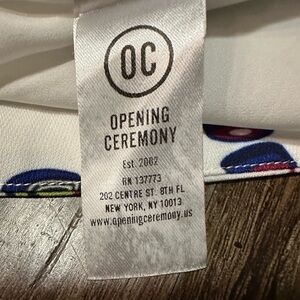 OC
OPENING
CEREMONY
Est. 2002
RN 137773
202 CENTRE ST. 8TH FL
NEW YORK, NY 10013
www.openingceremony.us